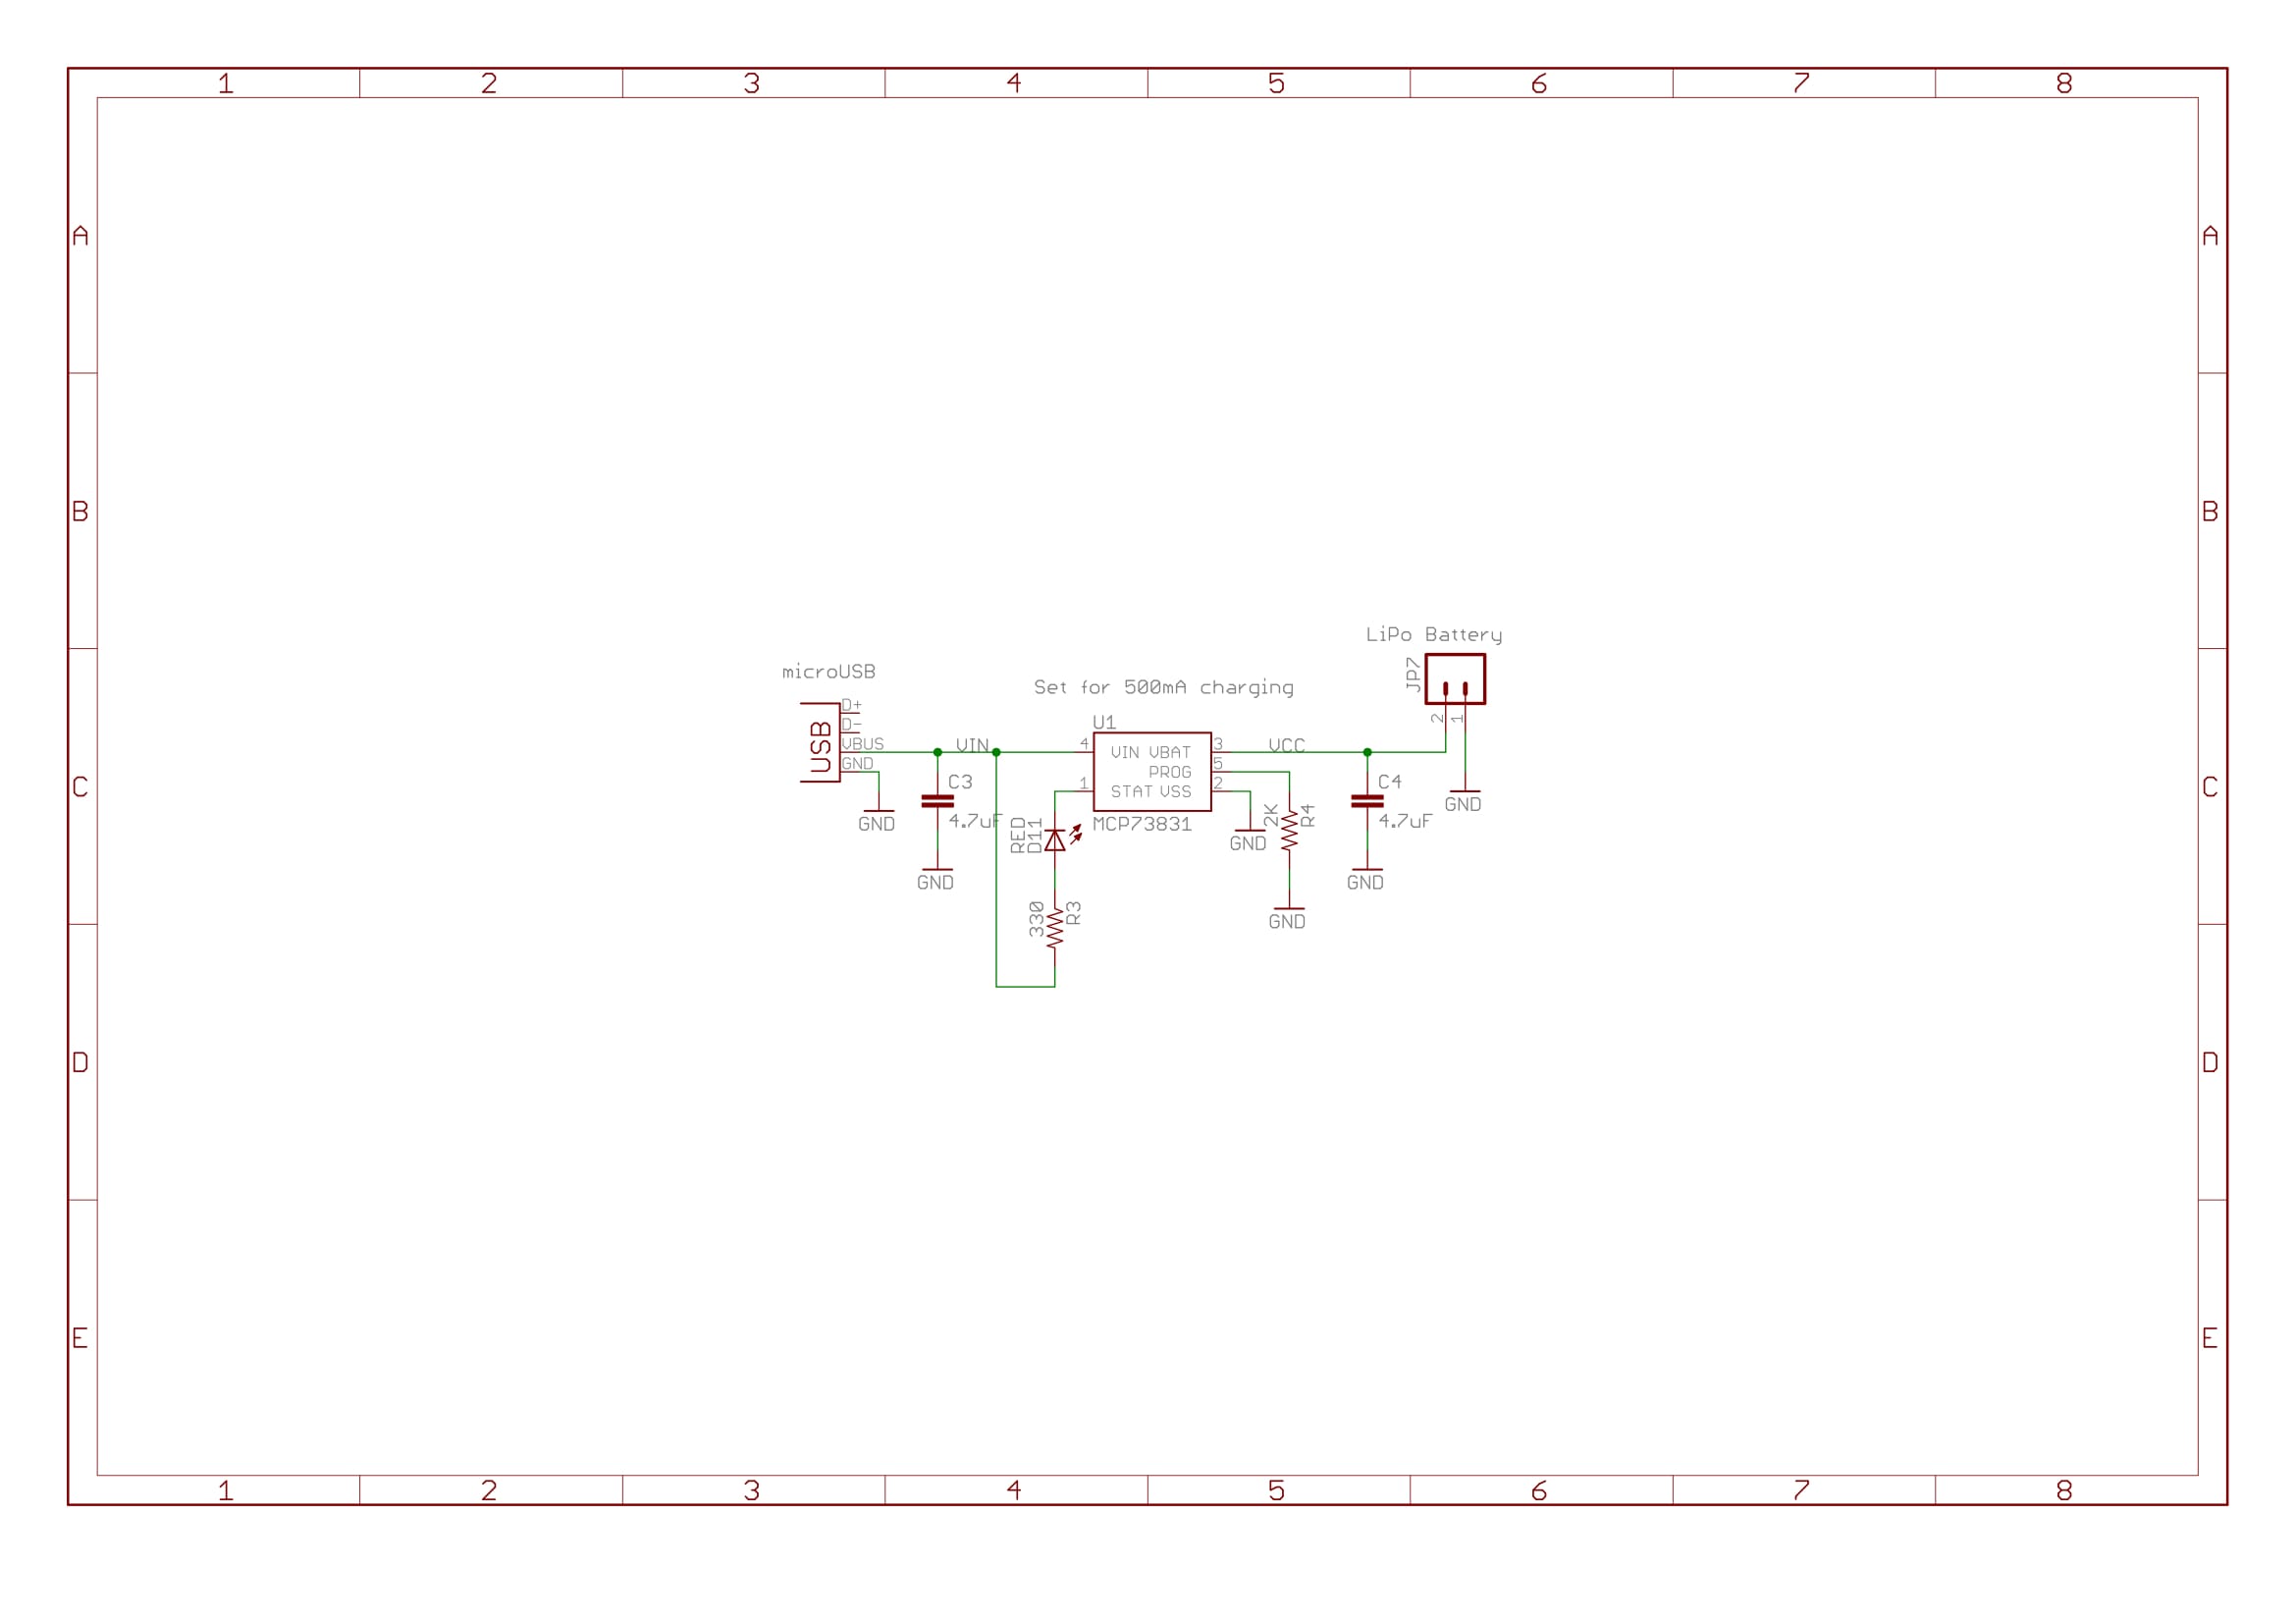 1 2 3 4 5 6 7 8
A A
B B
LiPo Battery
JP7
2 1
microUSB
Set for 500mA charging
USB
D+
D-
VBUS
GND
GND
VIN
C3
4.7uF
GND
U1
4 VIN VBAT 3
PROG 5
1 STAT VSS 2
MCP73831
RED
D11
330
R3
VCC
GND
2K
R4
GND
C4
4.7uF
GND
GND
C C
D D
E E
1 2 3 4 5 6 7 8